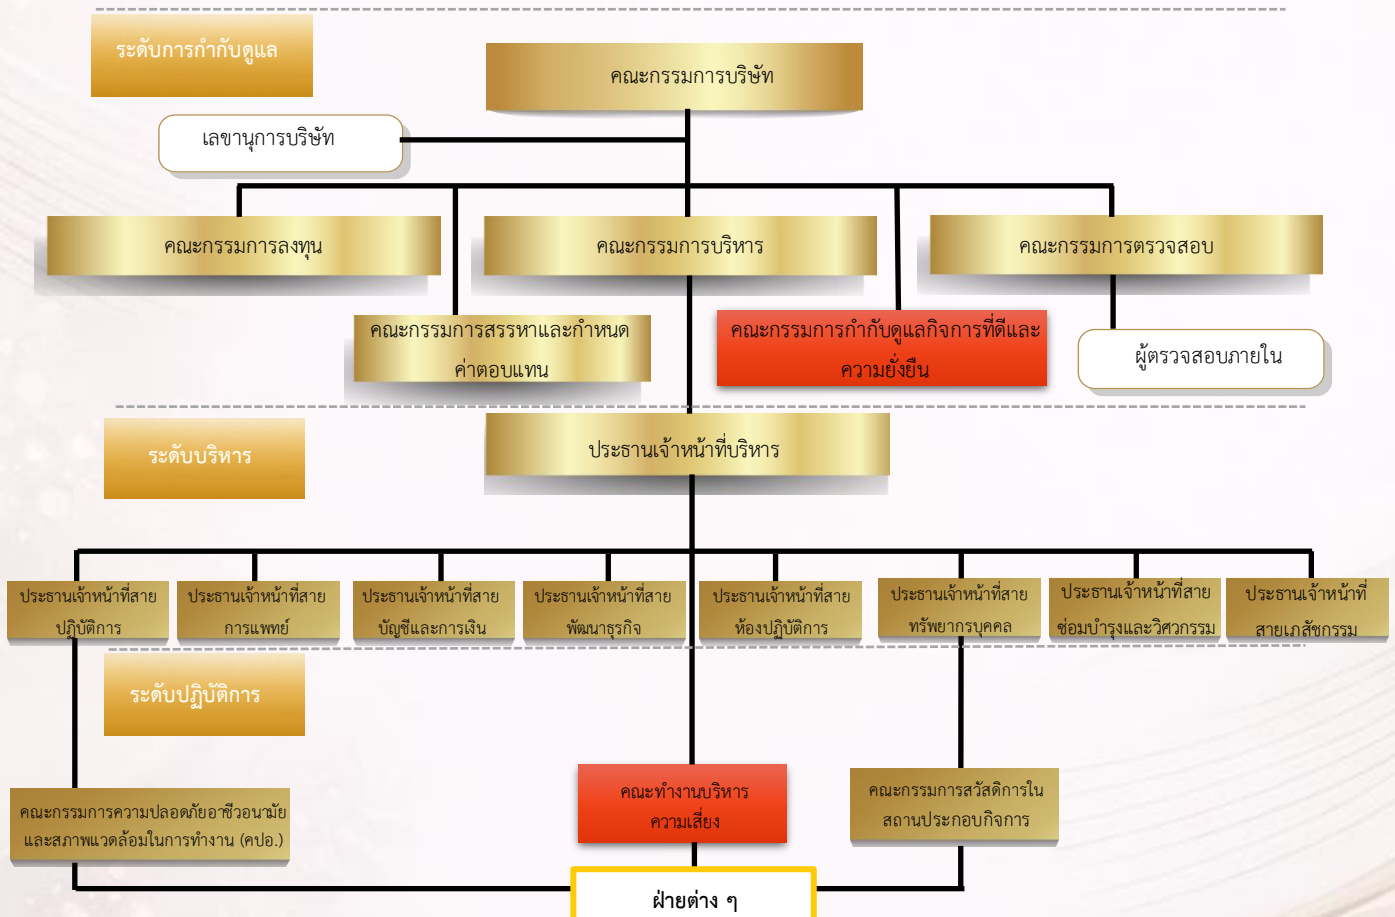 ระดับการกำกับดูแล
คณะกรรมการบริษัท
เลขานุการบริษัท
คณะกรรมการลงทุน
คณะกรรมการบริหาร
คณะกรรมการตรวจสอบ
คณะกรรมการสรรหาและกำหนด
ค่าตอบแทน
คณะกรรมการกำกับดูแลกิจการที่ดีและ
ความยั่งยืน
ผู้ตรวจสอบภายใน
ระดับบริหาร
ประธานเจ้าหน้าที่บริหาร
ประธานเจ้าหน้าที่สาย
ปฎิบัติการ
ประธานเจ้าหน้าที่สาย
การแพทย์
ประธานเจ้าหน้าที่สาย
บัญชีและการเงิน
ประธานเจ้าหน้าที่สาย
พัฒนาธุรกิจ
ประธานเจ้าหน้าที่สาย
ห้องปฏิบัติการ
ประธานเจ้าหน้าที่สาย
ทรัพยากรบุคคล
ประธานเจ้าหน้าที่สาย
ซ่อมบำรุงและวิศวกรรม
ประธานเจ้าหน้าที่
สายเภสัชกรรม
ระดับปฏิบัติการ
คณะกรรมการความปลอดภัยอาชีวอนามัย
และสภาพแวดล้อมในการทำงาน (คปอ.)
คณะทำงานบริหาร
ความเสี่ยง
คณะกรรมการสวัสดิการใน
สถานประกอบกิจการ
ฝ่ายต่าง ๆ